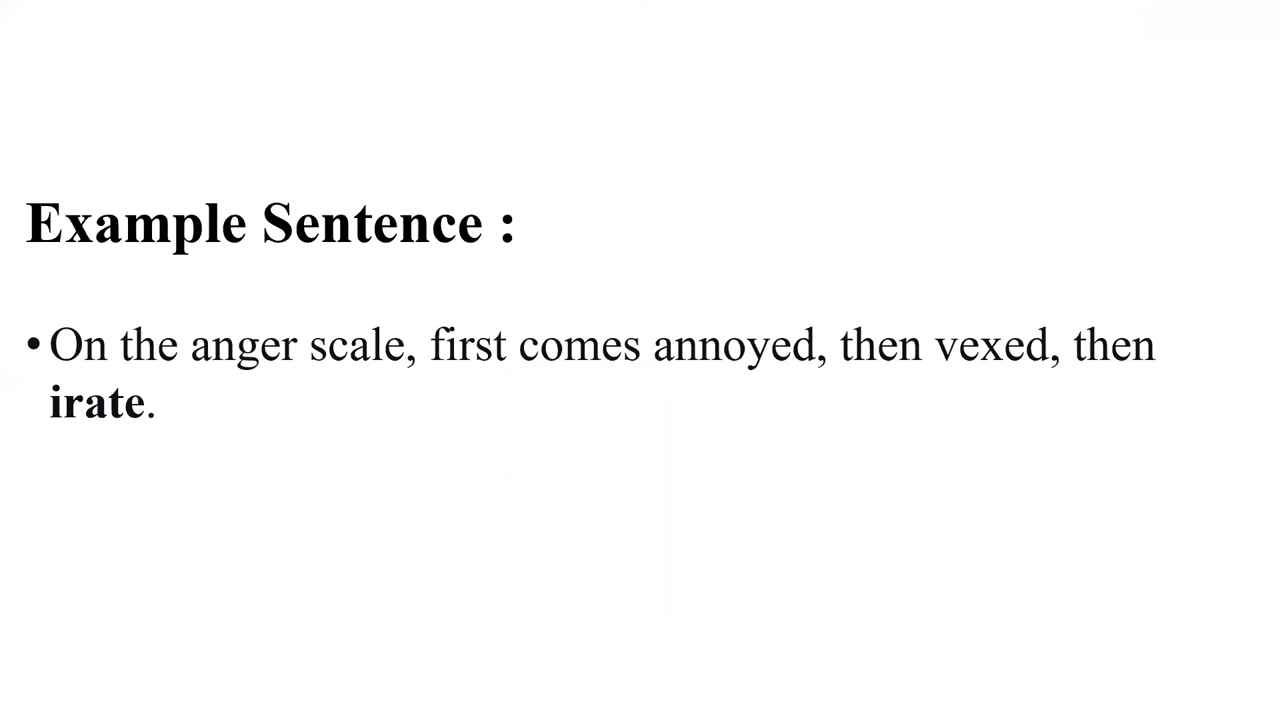 Example Sentence :
• On the anger scale, first comes annoyed, then vexed, then
irate.